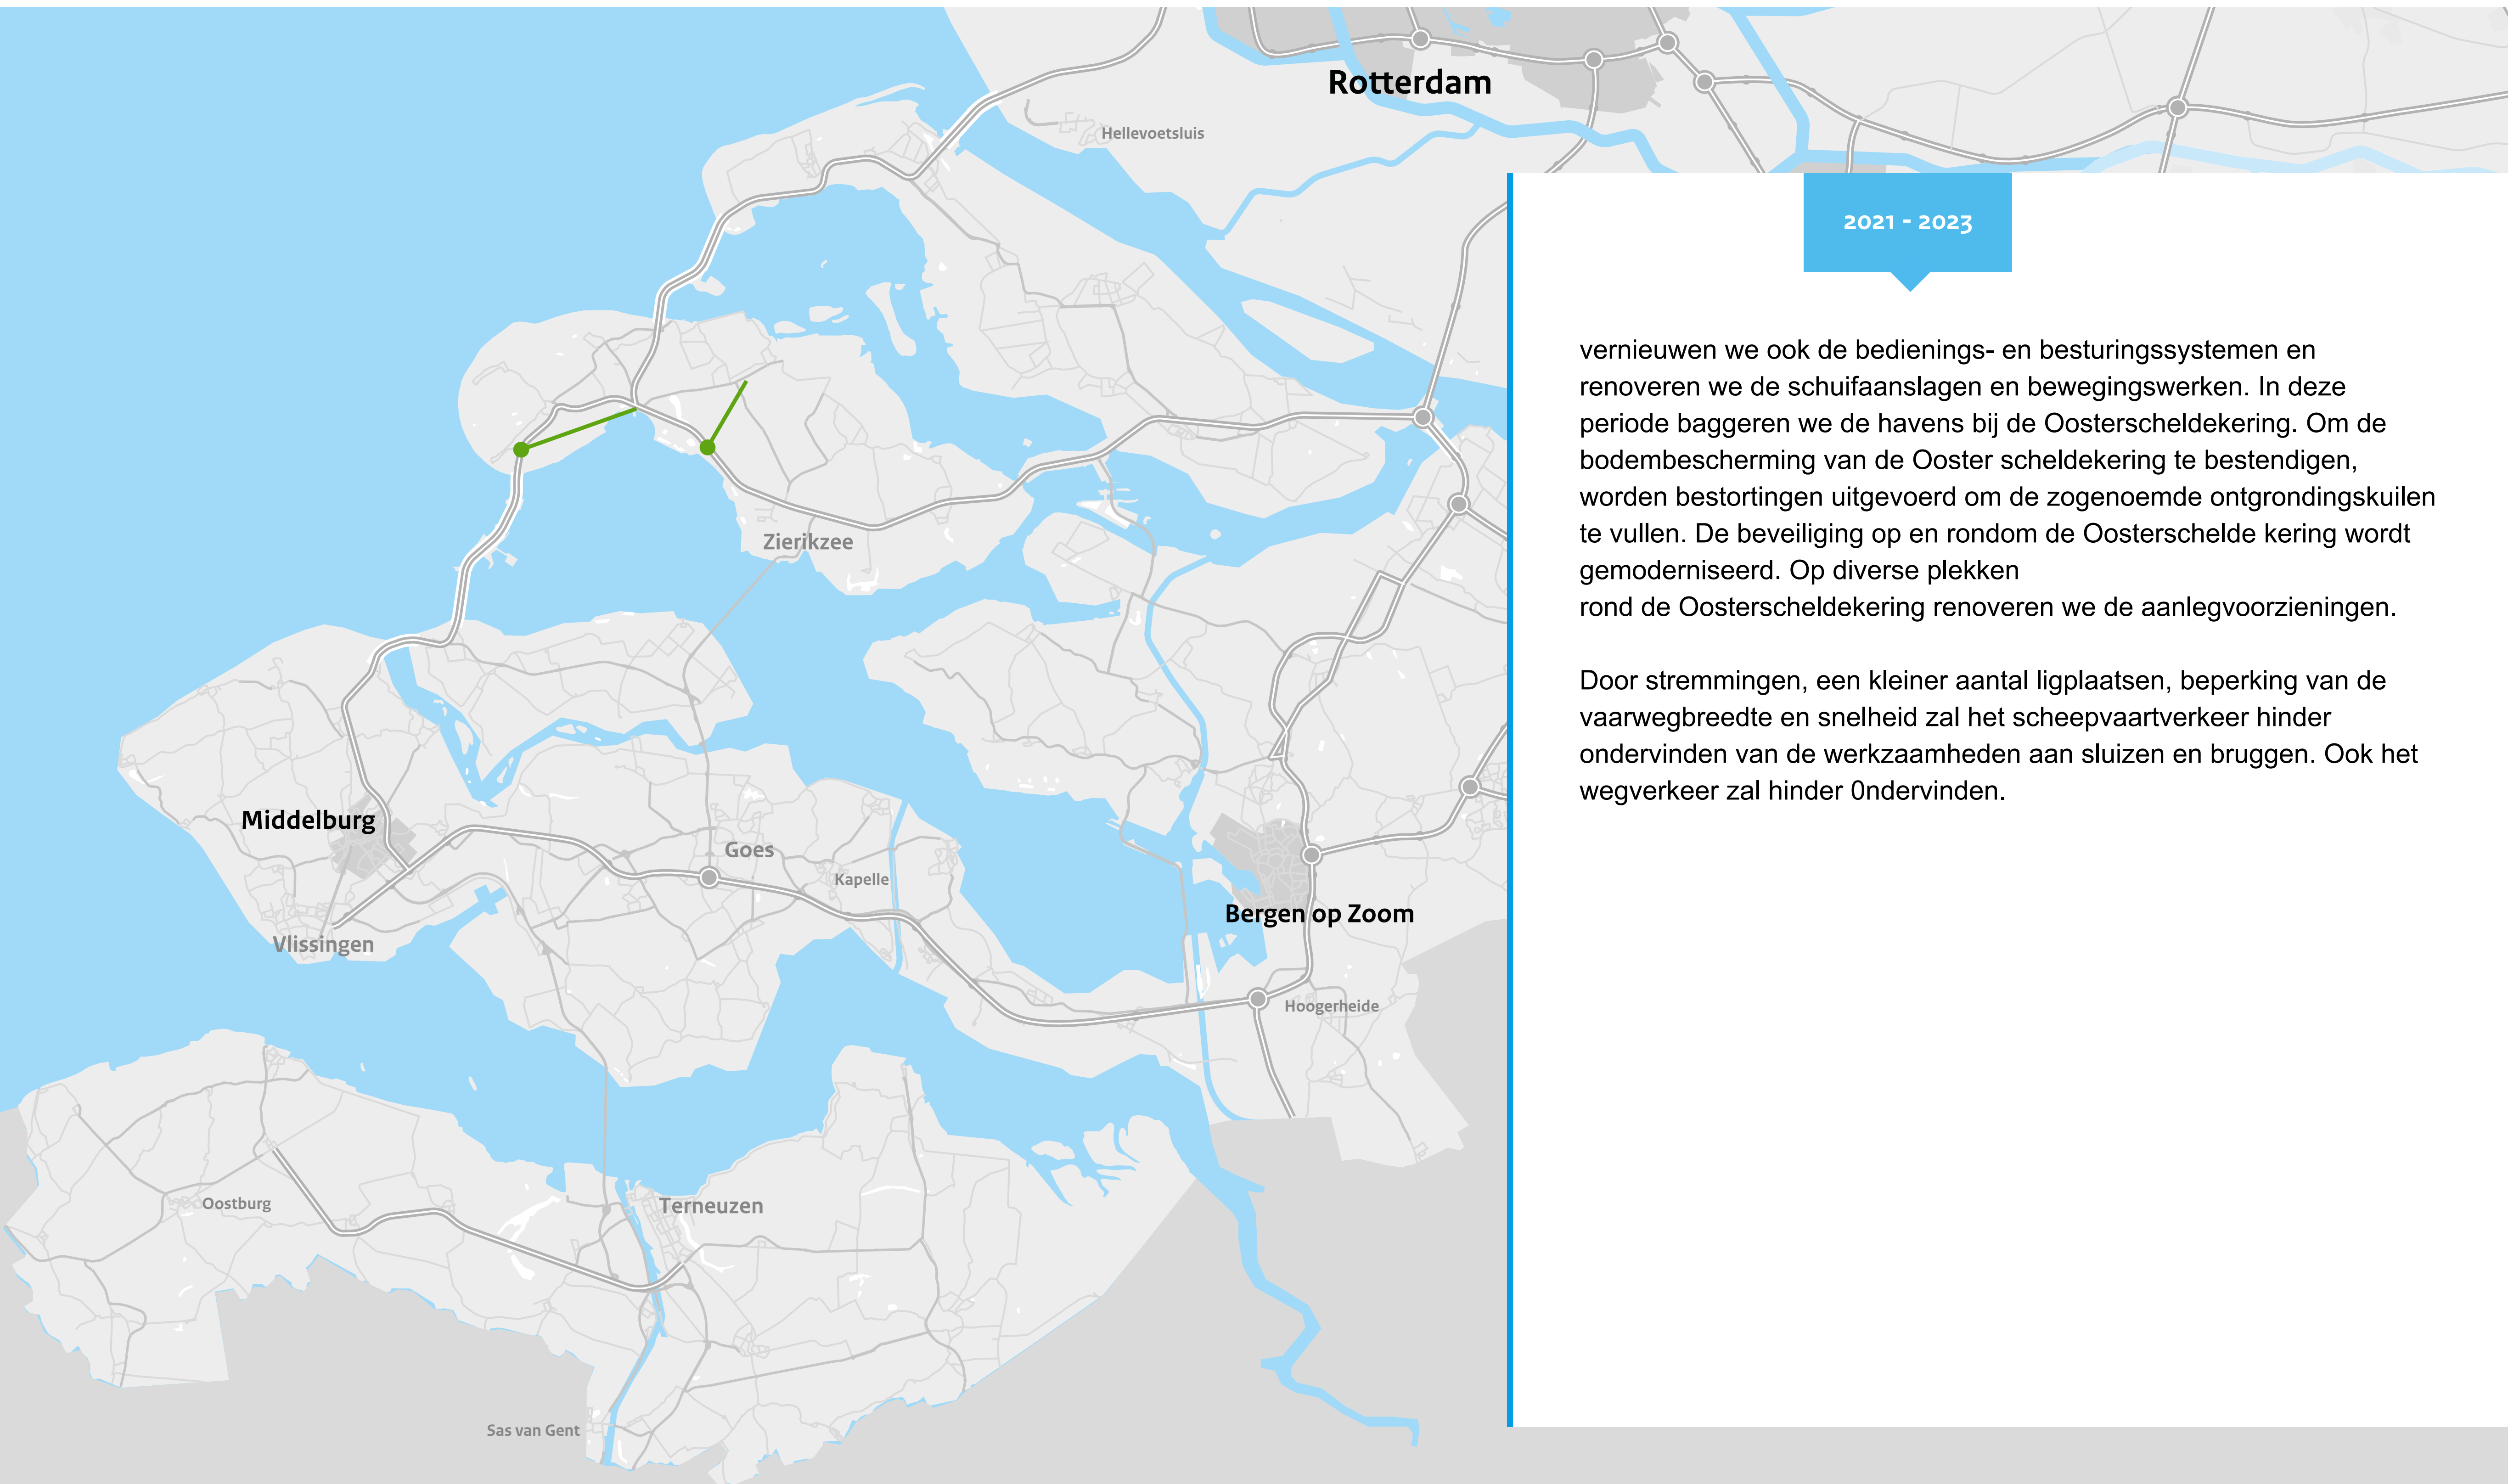 Rotterdam
Hellevoetsluis
Zierikzee
Middelburg
Goes
Kapelle
Bergen op Zoom
Vlissingen
Hoogerheide
Oostburg
Terneuzen
Sas van Gent
2021 - 2023
vernieuwen we ook de bedienings- en besturingssystemen en
renoveren we de schuifaanslagen en bewegingswerken. In deze
periode baggeren we de havens bij de Oosterscheldekering. Om de
bodembescherming van de Ooster scheldekering te bestendigen,
worden bestortingen uitgevoerd om de zogenoemde ontgrondingskuilen
te vullen. De beveiliging op en rondom de Oosterschelde kering wordt
gemoderniseerd. Op diverse plekken
rond de Oosterscheldekering renoveren we de aanlegvoorzieningen.
Door stremmingen, een kleiner aantal ligplaatsen, beperking van de
vaarwegbreedte en snelheid zal het scheepvaartverkeer hinder
ondervinden van de werkzaamheden aan sluizen en bruggen. Ook het
wegverkeer zal hinder 0ndervinden.